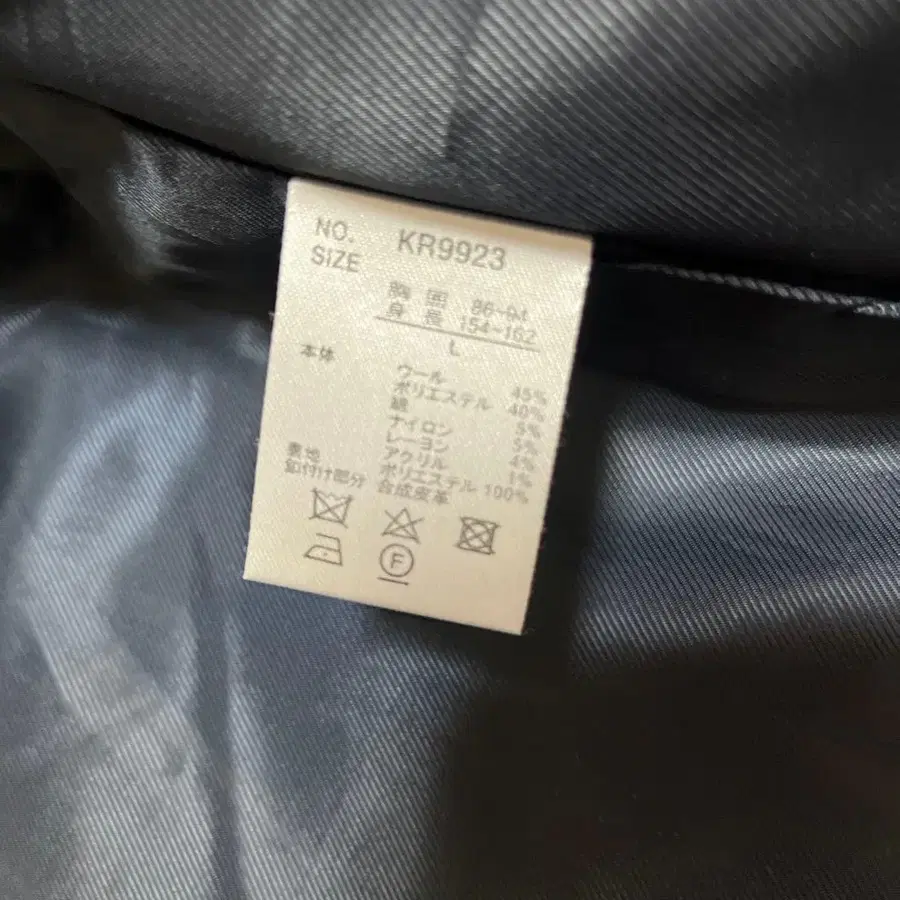 NO. KR9923
SIZE
胸囲 86-94
身長 154-162
L
本体 ウール 45%
ポリエステル 40%
綿 5%
ナイロン 5%
レーヨン 4%
アクリル 1%
裏地 ポリエステル 100%
釦付け部分 合成皮革
F